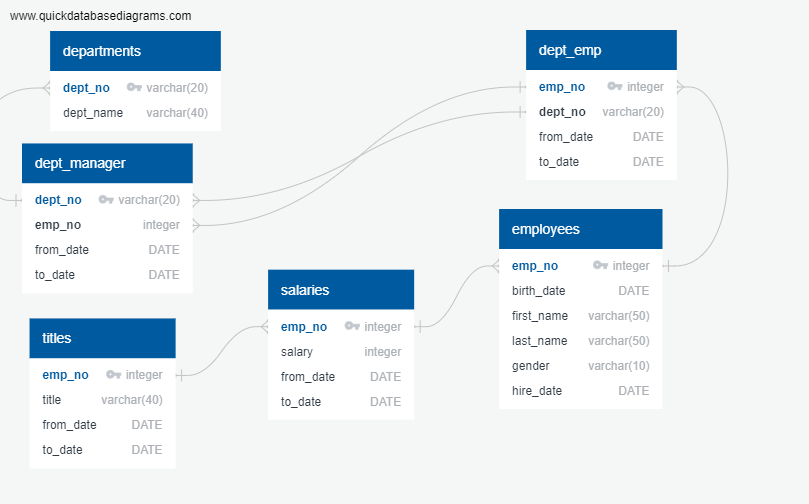 www.quickdatabasediagrams.com
departments
dept_no varchar(20)
dept_name varchar(40)
dept_emp
emp_no integer
dept_no varchar(20)
from_date DATE
to_date DATE
dept_manager
dept_no varchar(20)
emp_no integer
from_date DATE
to_date DATE
employees
emp_no integer
birth_date DATE
first_name varchar(50)
last_name varchar(50)
gender varchar(10)
hire_date DATE
salaries
emp_no integer
salary integer
from_date DATE
to_date DATE
titles
emp_no integer
title varchar(40)
from_date DATE
to_date DATE